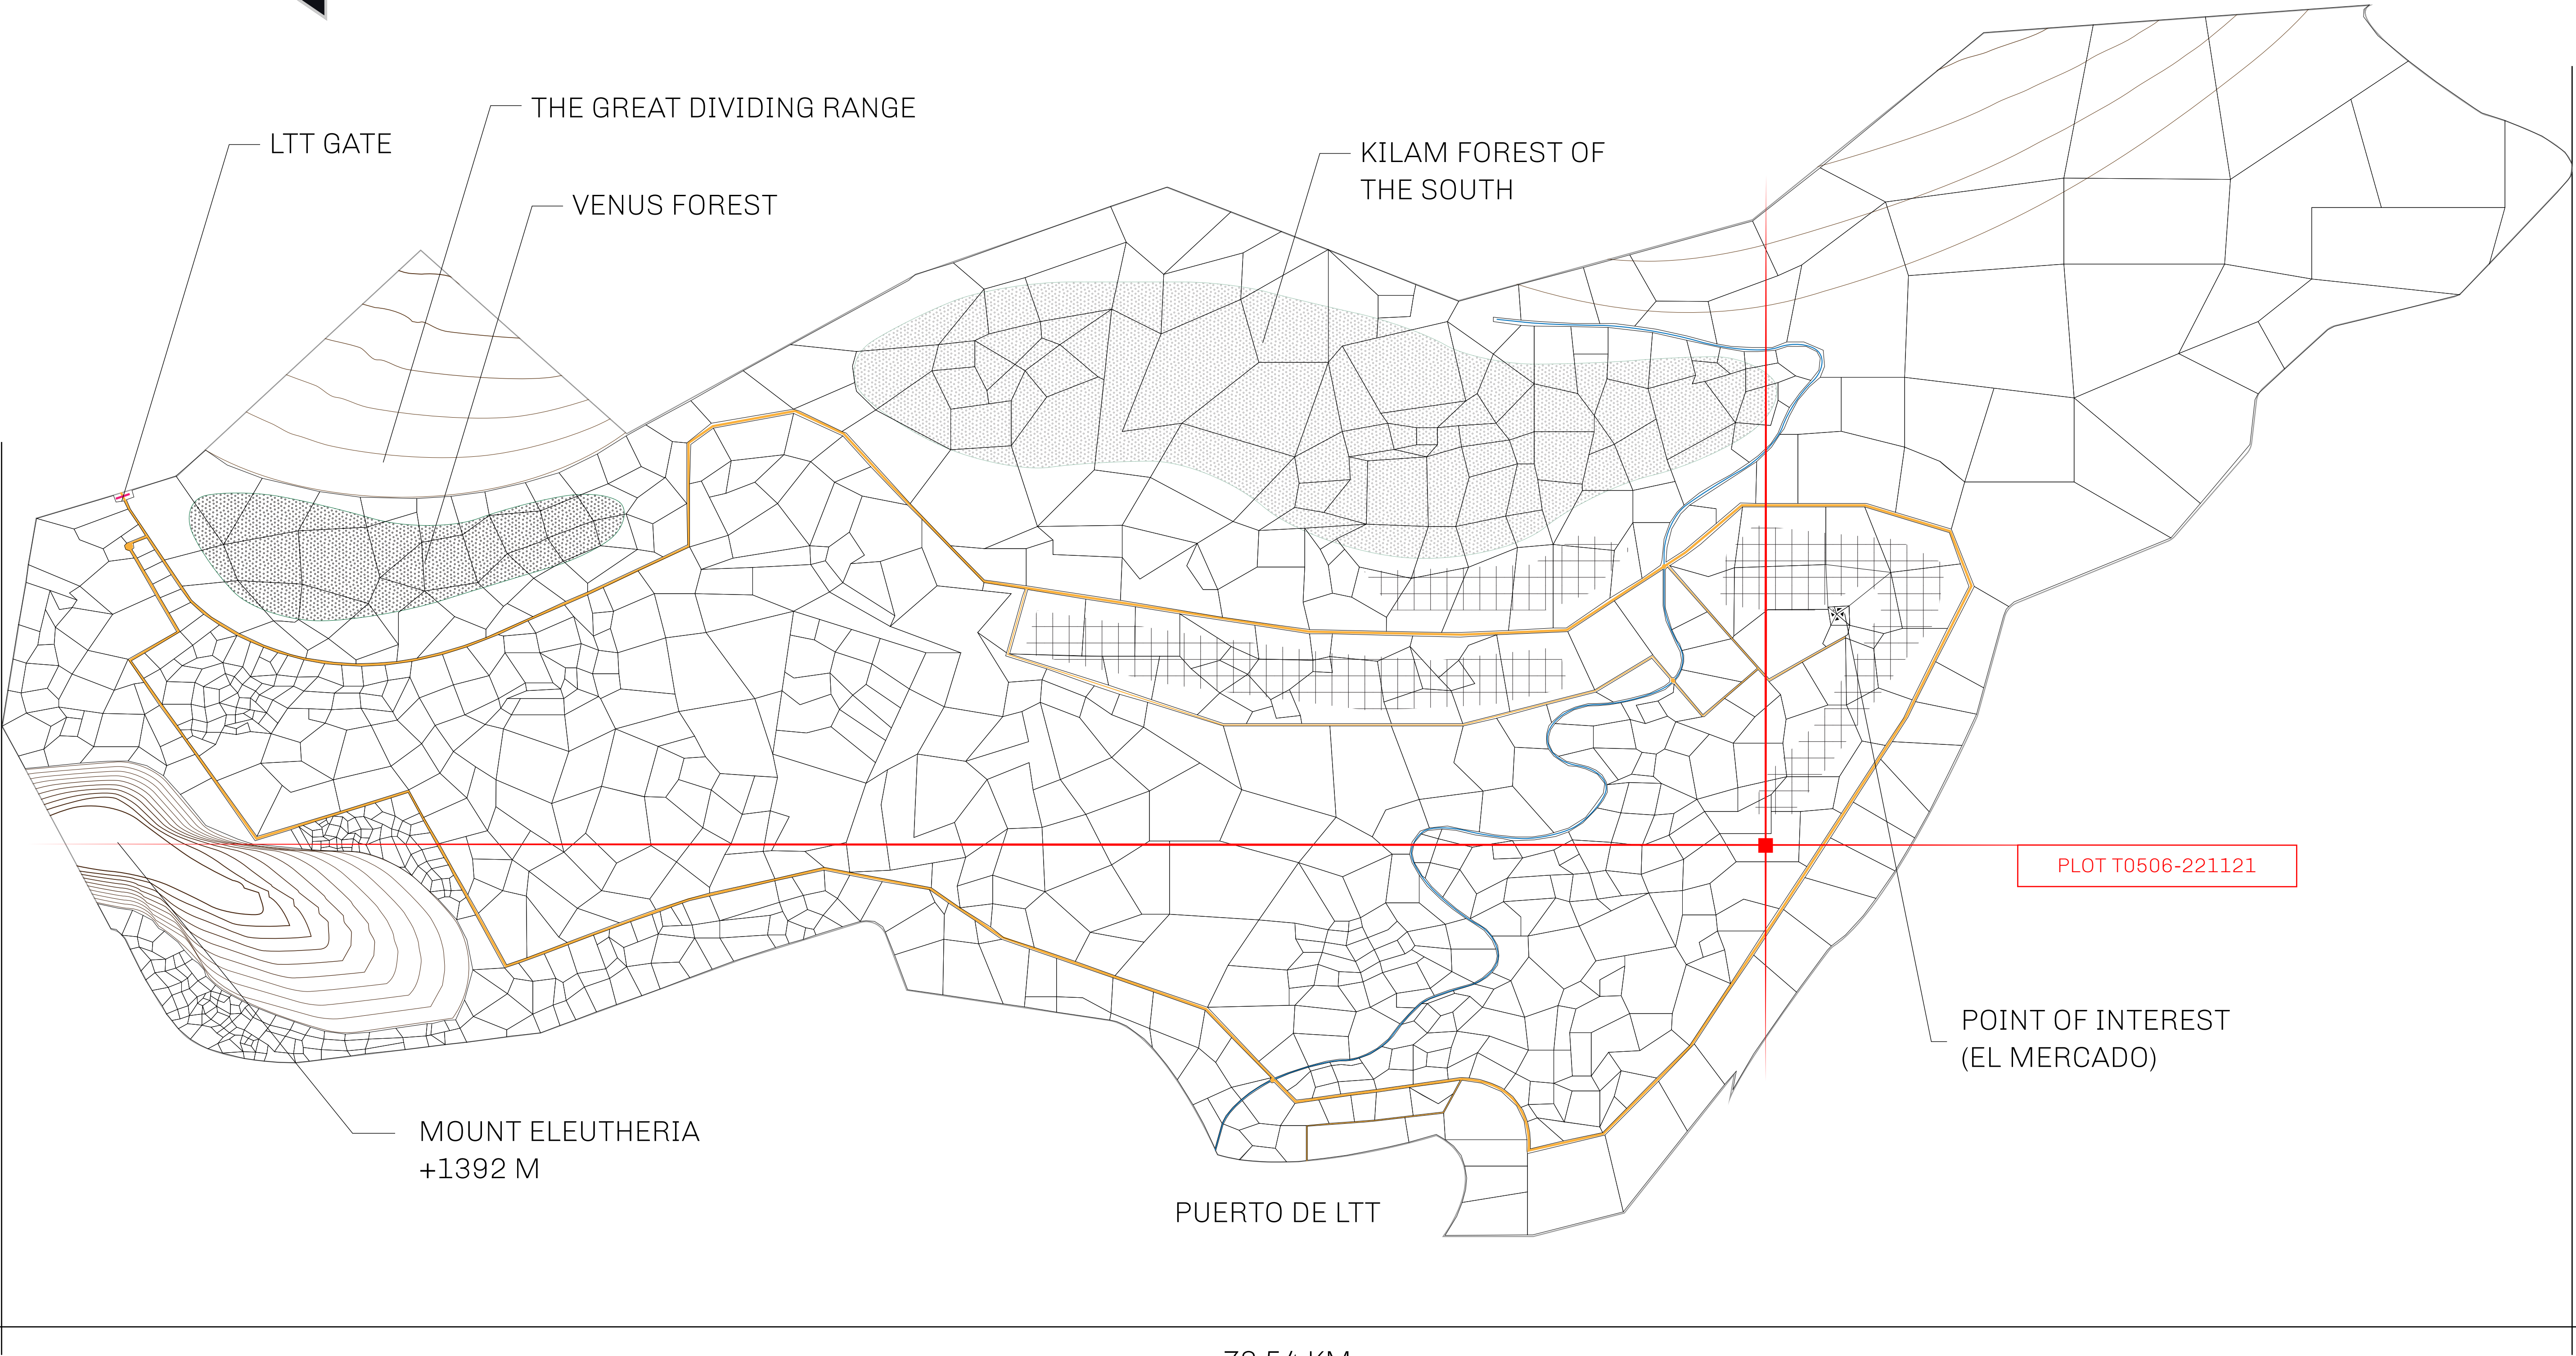 THE GREAT DIVIDING RANGE
LTT GATE
KILAM FOREST OF
THE SOUTH
VENUS FOREST
PLOT T0506-221121
POINT OF INTEREST
(EL MERCADO)
MOUNT ELEUTHERIA
+1392 M
PUERTO DE LTT
KM